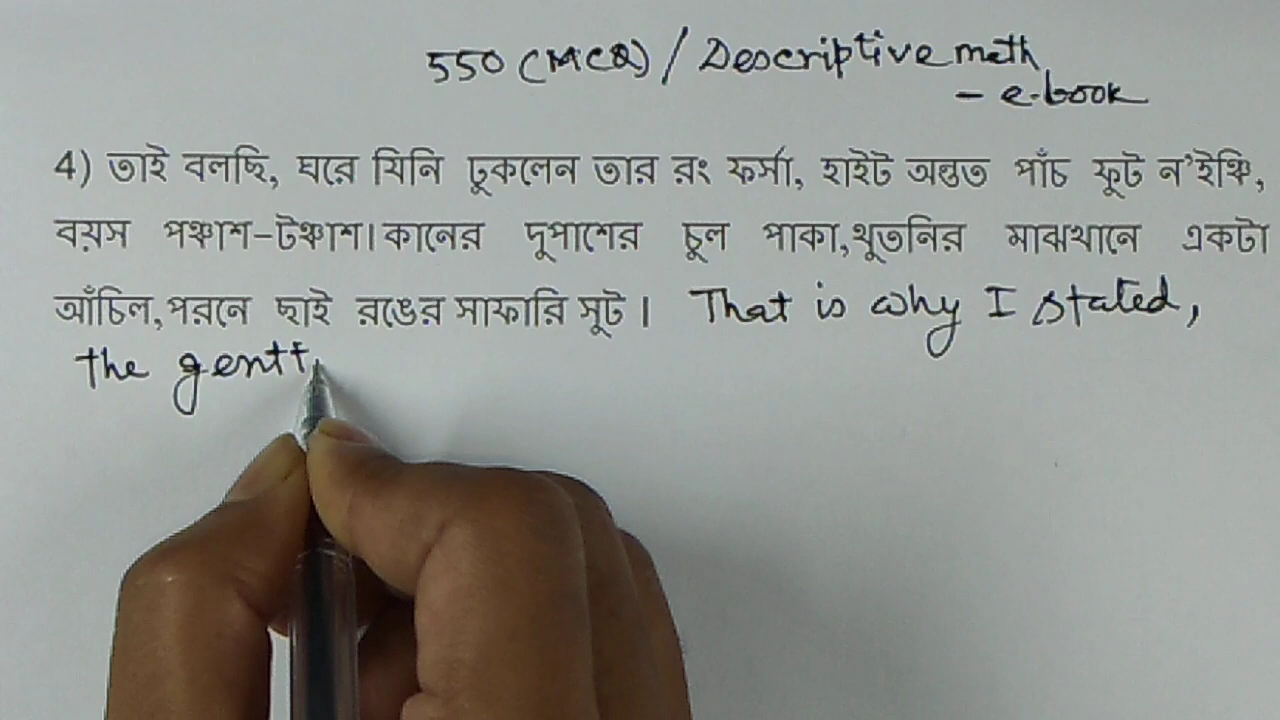 550 (MCQ) / Descriptive math
- e-book
4) তাই বলছি, ঘরে যিনি ঢুকলেন তার রং ফর্সা, হাইট অন্তত পাঁচ ফুট ন'ইঞ্চি,
বয়স পঞ্চাশ-টঞ্চাশ। কানের দুপাশের চুল পাকা,থুতনির মাঝখানে একটা
আঁচিল,পরনে ছাই রঙের সাফারি সুট। That is why I stated,
the gentt